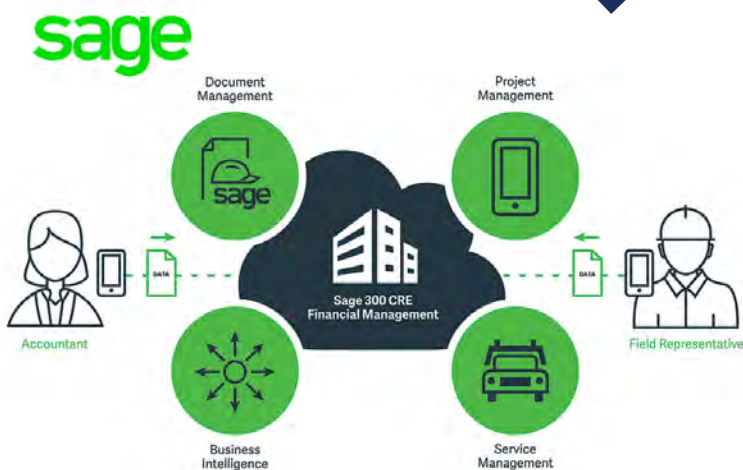 sage
Document
Management
Project
Management
sage
DATA
DATA
Sage 300 CRE
Financial Management
Accountant
Field Representative
Business
Intelligence
Service
Management